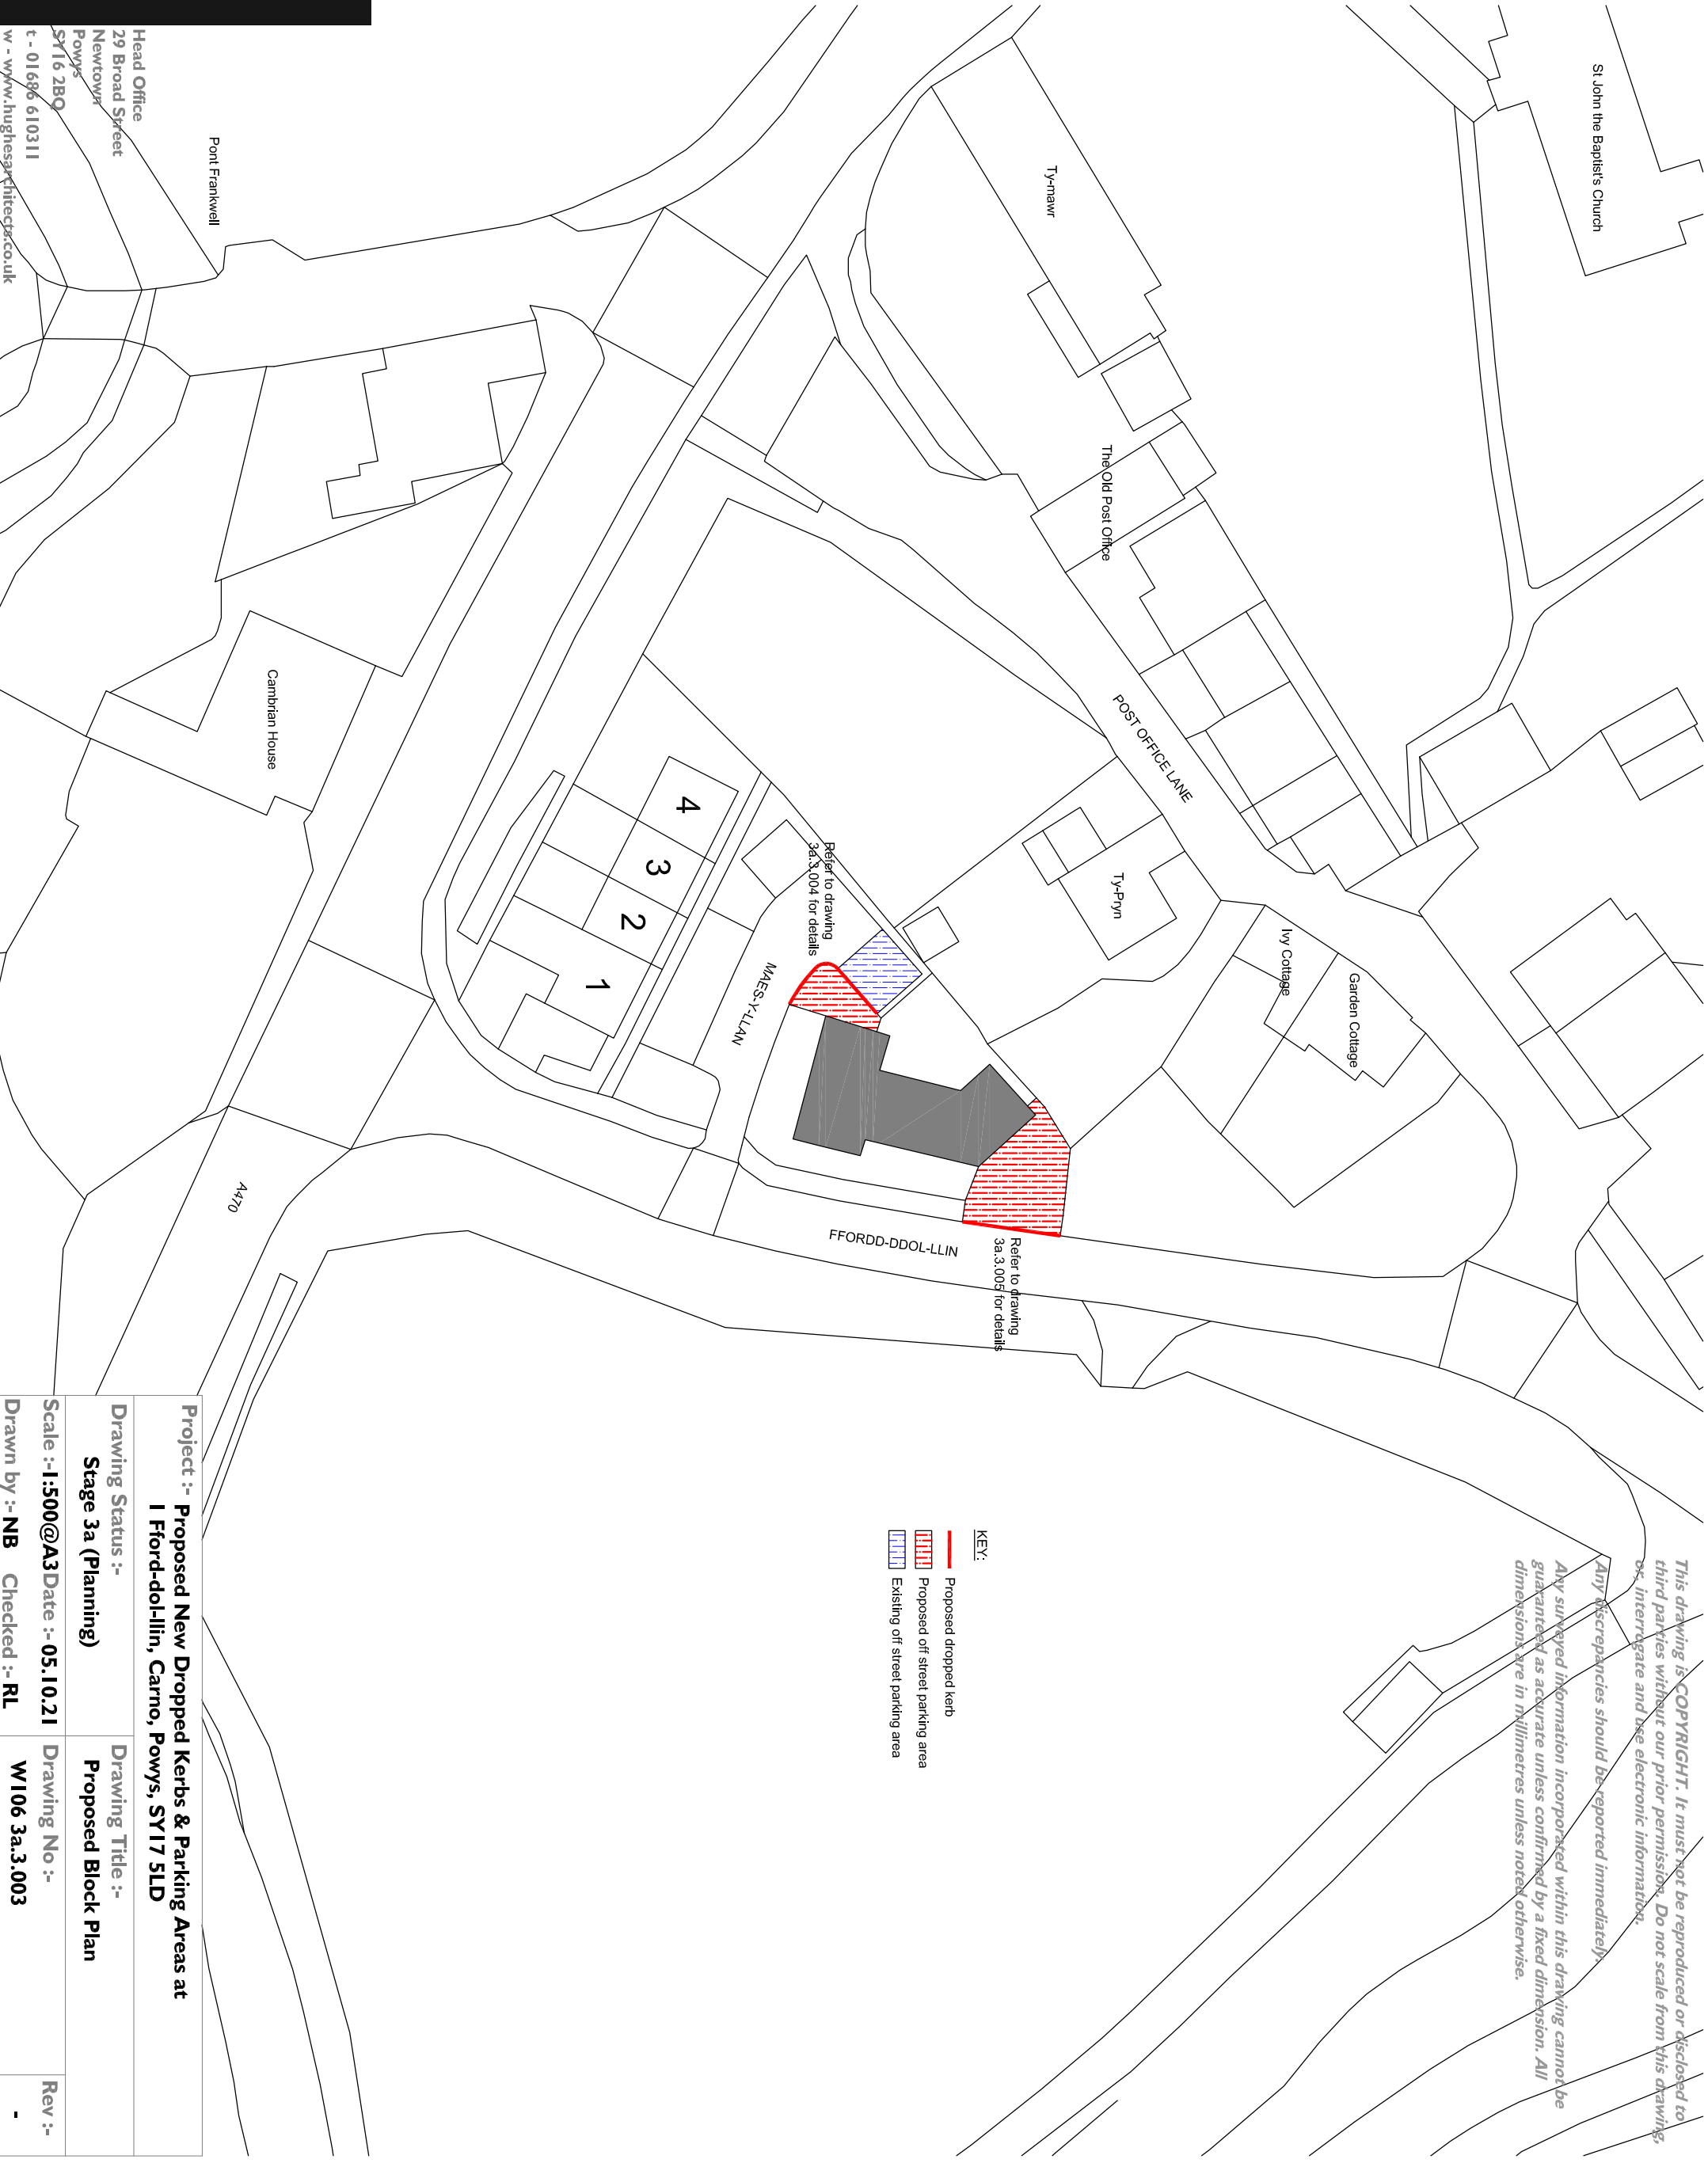 This drawing is COPYRIGHT. It must not be reproduced or disclosed to
third parties without our prior permission. Do not scale from this drawing,
or, interrogate and use electronic information.
Any discrepancies should be reported immediately.
Any surveyed information incorporated within this drawing cannot be
guaranteed as accurate unless confirmed by a fixed dimension. All
dimensions are in millimetres unless noted otherwise.
St John the Baptist's Church
Ty-mawr
The Old Post Office
POST OFFICE LANE
Ty-Pryn
Ivy Cottage
Garden Cottage
Refer to drawing
3a.3.004 for details
MAES-Y-LLAN
4
3
2
1
Refer to drawing
3a.3.005 for details
FFORDD-DDOL-LLIN
Cambrian House
Pont Frankwell
A470
KEY:
Proposed dropped kerb
Proposed off street parking area
Existing off street parking area
Head Office
29 Broad Street
Newtown
Powys
SY16 2BQ
t - 01686 610311
w - www.hughesarchitects.co.uk
Project :- Proposed New Dropped Kerbs & Parking Areas at
1 Fford-dol-llin, Carno, Powys, SY17 5LD
Drawing Status :-
Stage 3a (Planning)
Drawing Title :-
Proposed Block Plan
Scale :-1:500@A3 Date :- 05.10.21
Drawing No :-
Rev :-
Drawn by :- NB Checked :- RL
W106 3a.3.003
-